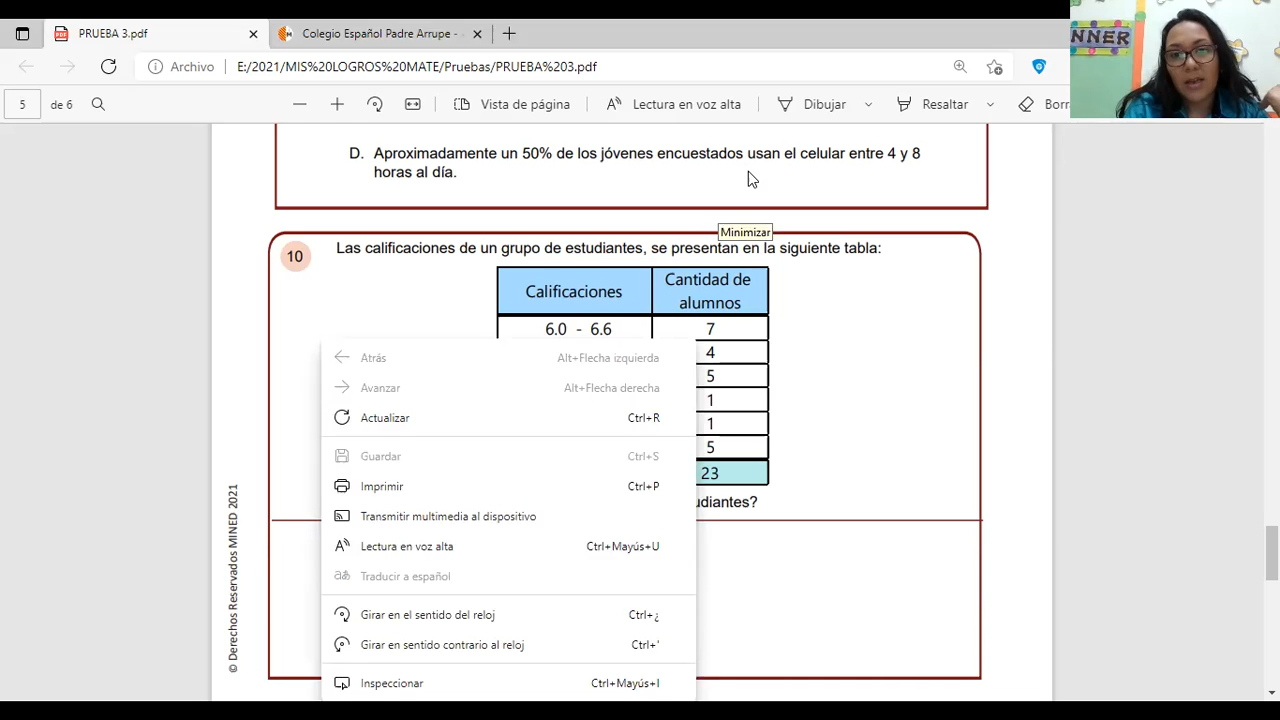 PRUEBA 3.pdf
Colegio Español Padre Arrupe -
Archivo
E:/2021/MIS%20LOGROS%20MATE/Pruebas/PRUEBA%203.pdf
5
de 6
Vista de página
Lectura en voz alta
Dibujar
Resaltar
Borr
NNER
D. Aproximadamente un 50% de los jóvenes encuestados usan el celular entre 4 y 8
horas al día.
Minimizar
10
Las calificaciones de un grupo de estudiantes, se presentan en la siguiente tabla:
Calificaciones
Cantidad de
alumnos
6.0 - 6.6
7
4
5
1
1
5
23
udiantes?
Atrás Alt+Flecha izquierda
Avanzar Alt+Flecha derecha
Actualizar Ctrl+R
Guardar Ctrl+S
Imprimir Ctrl+P
Transmitir multimedia al dispositivo
Lectura en voz alta Ctrl+Mayús+U
Traducir a español
Girar en el sentido del reloj Ctrl+¿
Girar en sentido contrario al reloj Ctrl+'
Inspeccionar Ctrl+Mayús+I
© Derechos Reservados MINED 2021